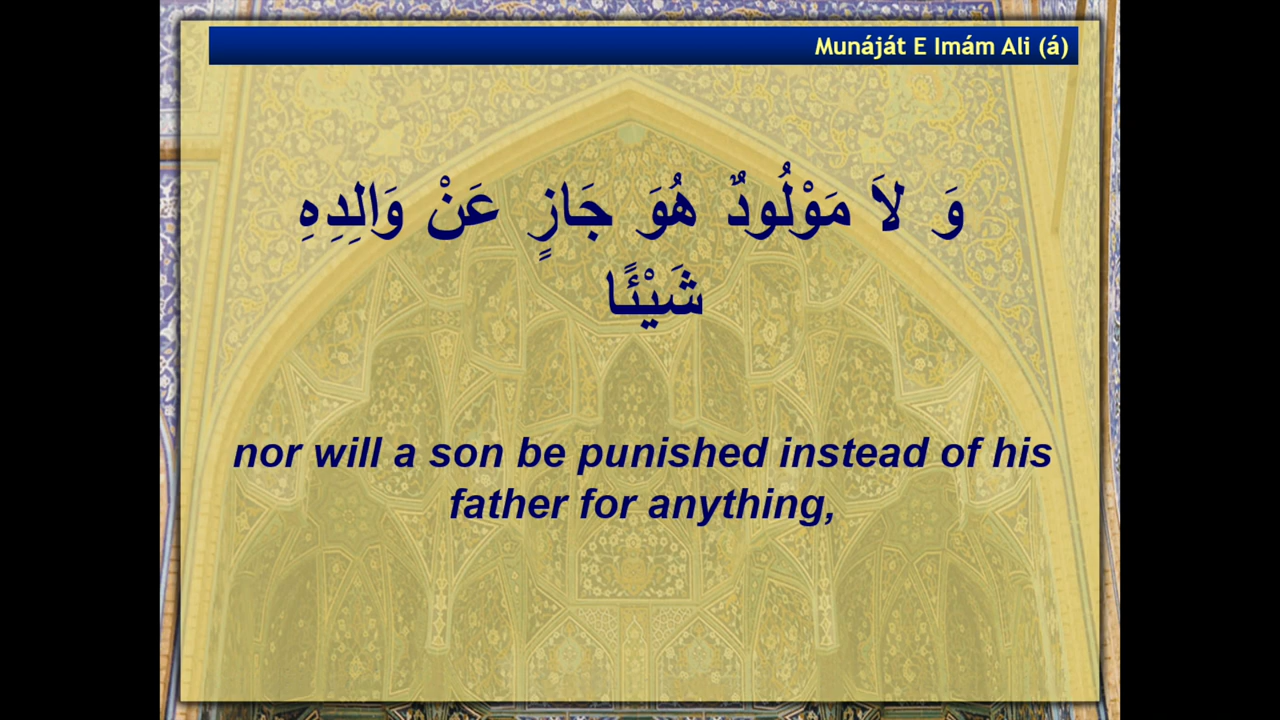 Munáját E Imám Ali (á)
وَ لاَ مَوْلُودٌ هُوَ جَازٍ عَنْ وَالِدِهِ
شَيْئًا
nor will a son be punished instead of his
father for anything,